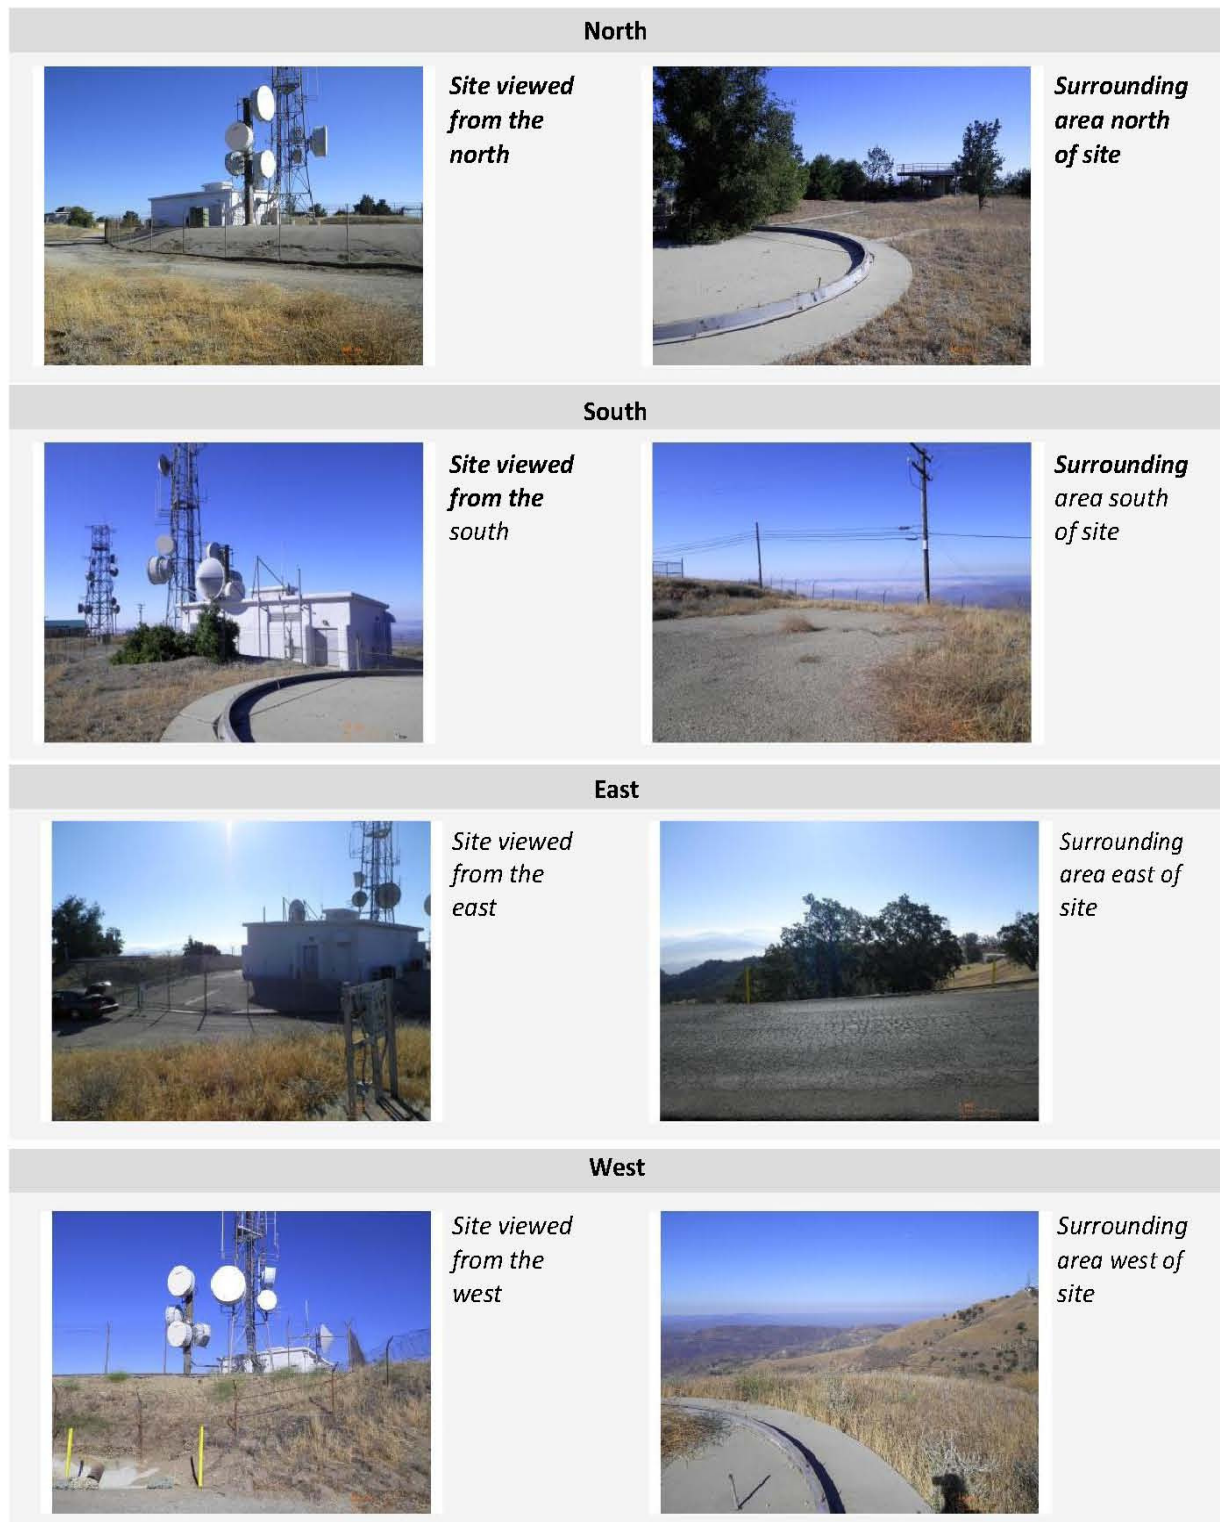 North
Site viewed
from the
north
Surrounding
area north
of site
South
Site viewed
from the
south
Surrounding
area south
of site
East
Site viewed
from the
east
Surrounding
area east of
site
West
Site viewed
from the
west
Surrounding
area west of
site